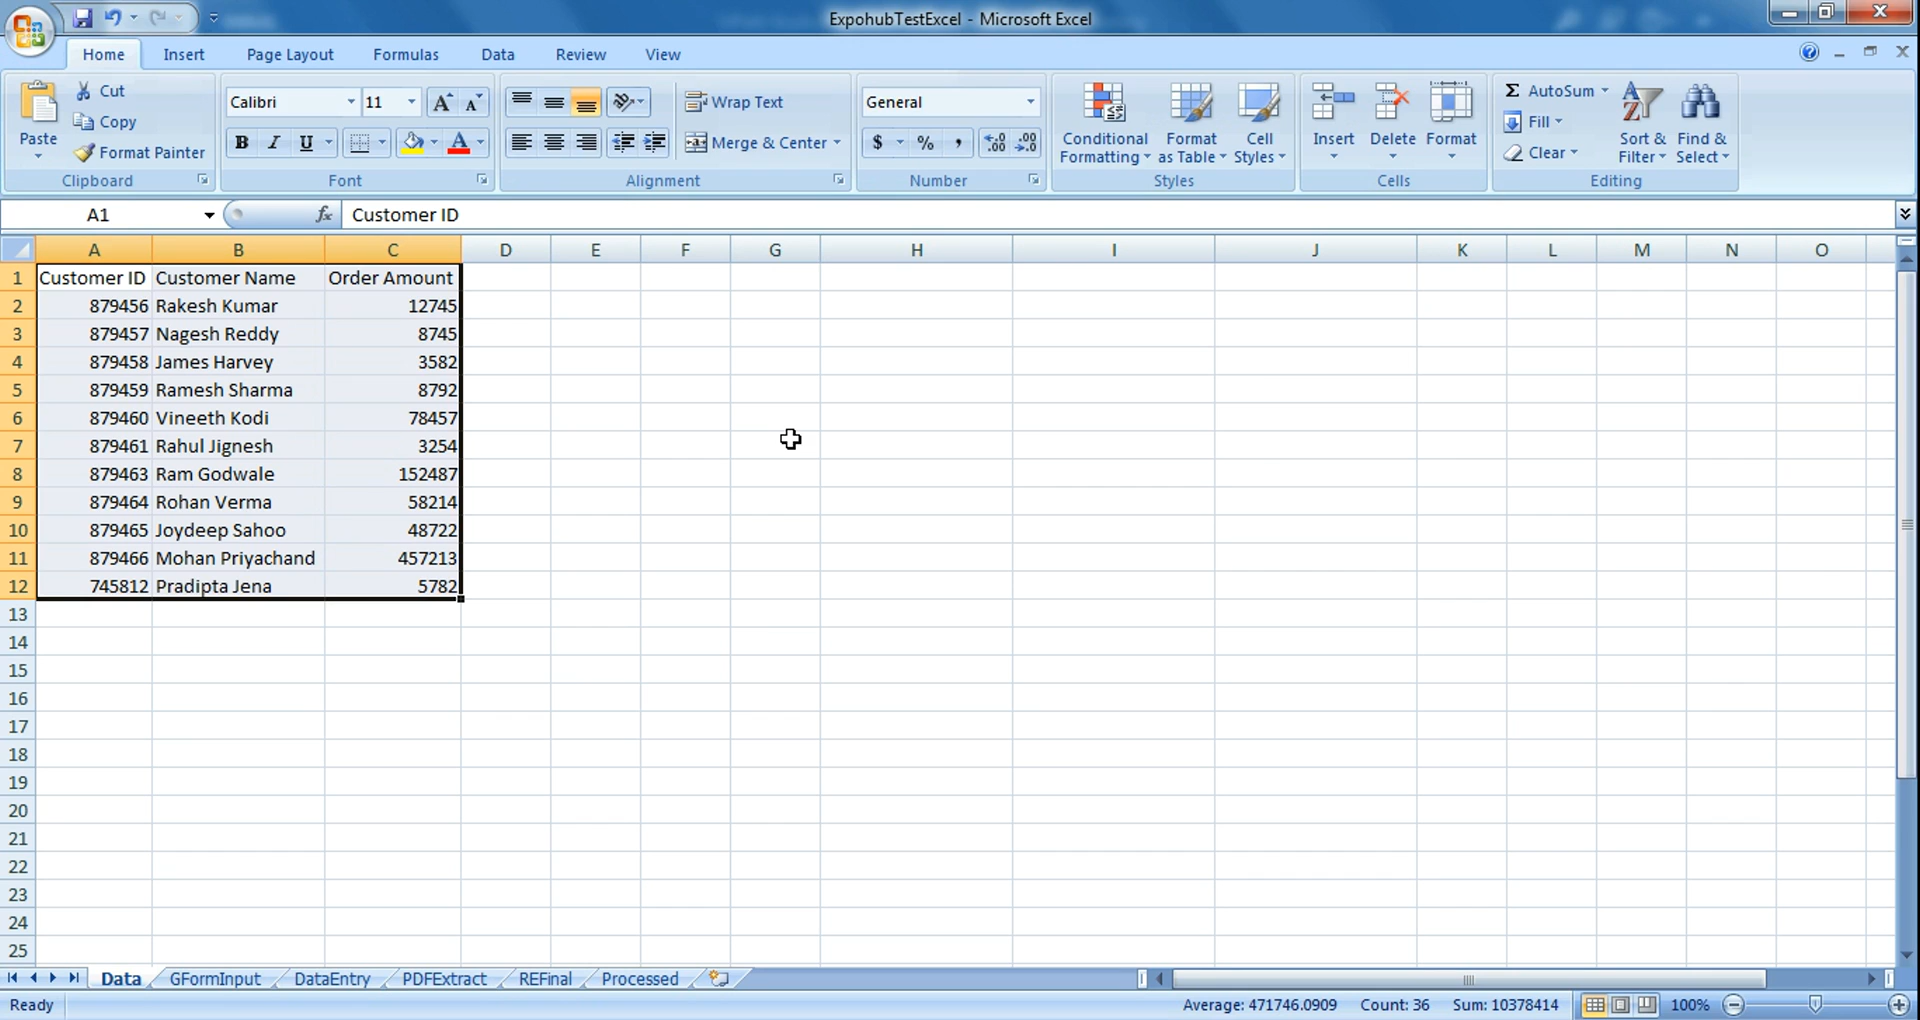 ExpohubTestExcel - Microsoft Excel
Home Insert Page Layout Formulas Data Review View
Paste
Cut
Copy
Format Painter
Clipboard
Calibri 11 A A
B I U A
Font
Wrap Text
Merge & Center
Alignment
General
$ % , .0 .00 .00 .0
Number
Conditional Formatting
Format as Table
Cell Styles
Styles
Insert Delete Format
Cells
Σ AutoSum
Fill
Clear
Sort & Filter
Find & Select
Editing
A1 fx Customer ID
A B C D E F G H I J K L M N O
1 Customer ID Customer Name Order Amount
2 879456 Rakesh Kumar 12745
3 879457 Nagesh Reddy 8745
4 879458 James Harvey 3582
5 879459 Ramesh Sharma 8792
6 879460 Vineeth Kodi 78457
7 879461 Rahul Jignesh 3254
8 879463 Ram Godwale 152487
9 879464 Rohan Verma 58214
10 879465 Joydeep Sahoo 48722
11 879466 Mohan Priyachand 457213
12 745812 Pradipta Jena 5782
13
14
15
16
17
18
19
20
21
22
23
24
25
Data GFormInput DataEntry PDFExtract REFinal Processed
Ready Average: 471746.0909 Count: 36 Sum: 10378414 100%